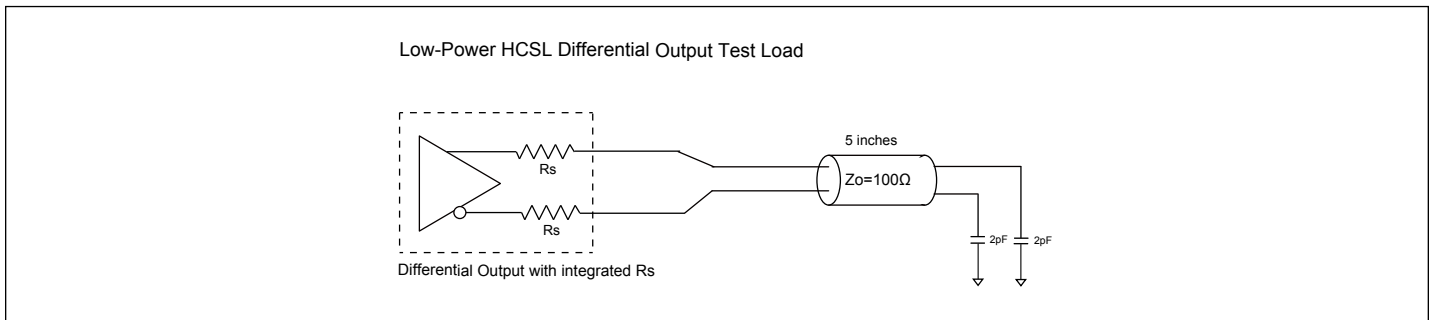 Low-Power HCSL Differential Output Test Load
5 inches
Rs
Zo=100Ω
Rs
2pF
2pF
Differential Output with integrated Rs